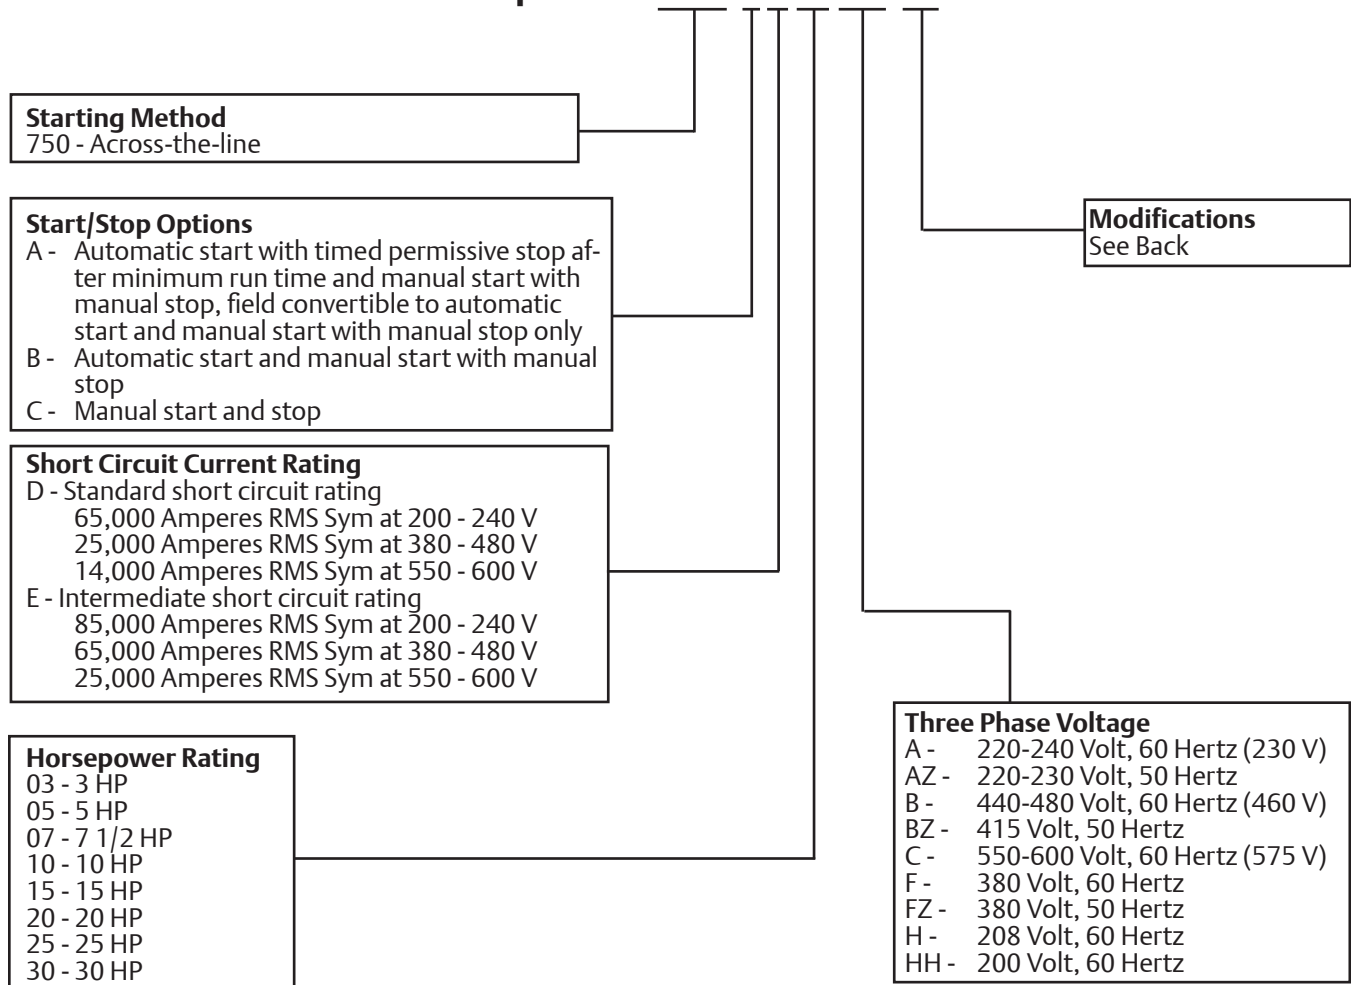 Starting Method
750 - Across-the-line
Start/Stop Options
A - Automatic start with timed permissive stop af-
ter minimum run time and manual start with
manual stop, field convertible to automatic
start and manual start with manual stop only
B - Automatic start and manual start with manual
stop
C - Manual start and stop
Modifications
See Back
Short Circuit Current Rating
D - Standard short circuit rating
65,000 Amperes RMS Sym at 200 - 240 V
25,000 Amperes RMS Sym at 380 - 480 V
14,000 Amperes RMS Sym at 550 - 600 V
E - Intermediate short circuit rating
85,000 Amperes RMS Sym at 200 - 240 V
65,000 Amperes RMS Sym at 380 - 480 V
25,000 Amperes RMS Sym at 550 - 600 V
Horsepower Rating
03 - 3 HP
05 - 5 HP
07 - 7 1/2 HP
10 - 10 HP
15 - 15 HP
20 - 20 HP
25 - 25 HP
30 - 30 HP
Three Phase Voltage
A - 220-240 Volt, 60 Hertz (230 V)
AZ - 220-230 Volt, 50 Hertz
B - 440-480 Volt, 60 Hertz (460 V)
BZ - 415 Volt, 50 Hertz
C - 550-600 Volt, 60 Hertz (575 V)
F - 380 Volt, 60 Hertz
FZ - 380 Volt, 50 Hertz
H - 208 Volt, 60 Hertz
HH - 200 Volt, 60 Hertz